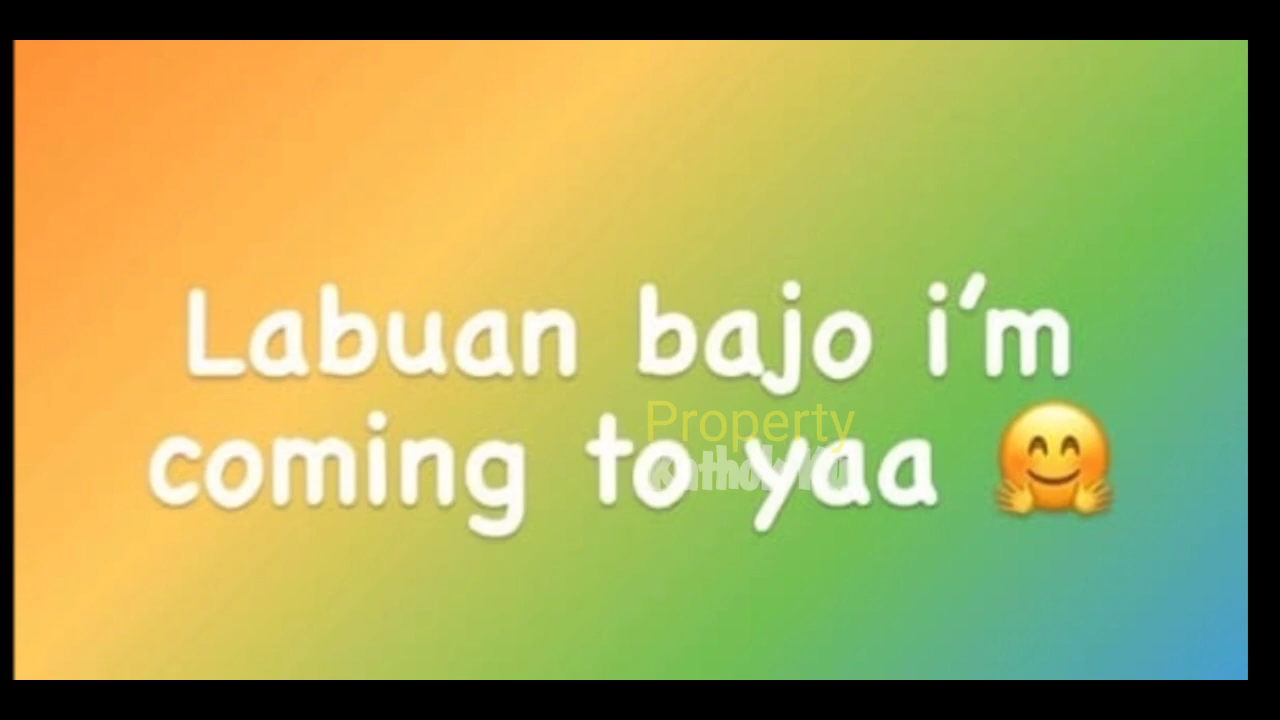 Labuan bajo i'm
Property
coming to yaa 🤗